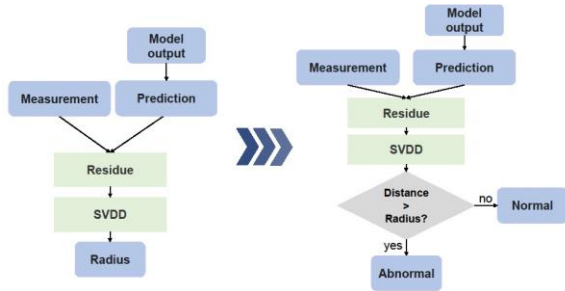 Model
output
Measurement
Prediction
Residue
SVDD
Radius
Model
output
Measurement
Prediction
Residue
SVDD
Distance
>
Radius?
no
Normal
yes
Abnormal